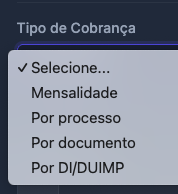 Tipo de Cobrança
✓ Selecione...
Mensalidade
Por processo
Por documento
Por DI/DUIMP